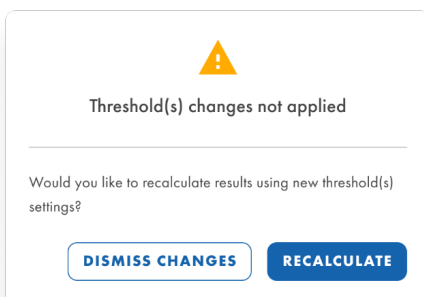 Threshold(s) changes not applied
Would you like to recalculate results using new threshold(s)
settings?
DISMISS CHANGES
RECALCULATE